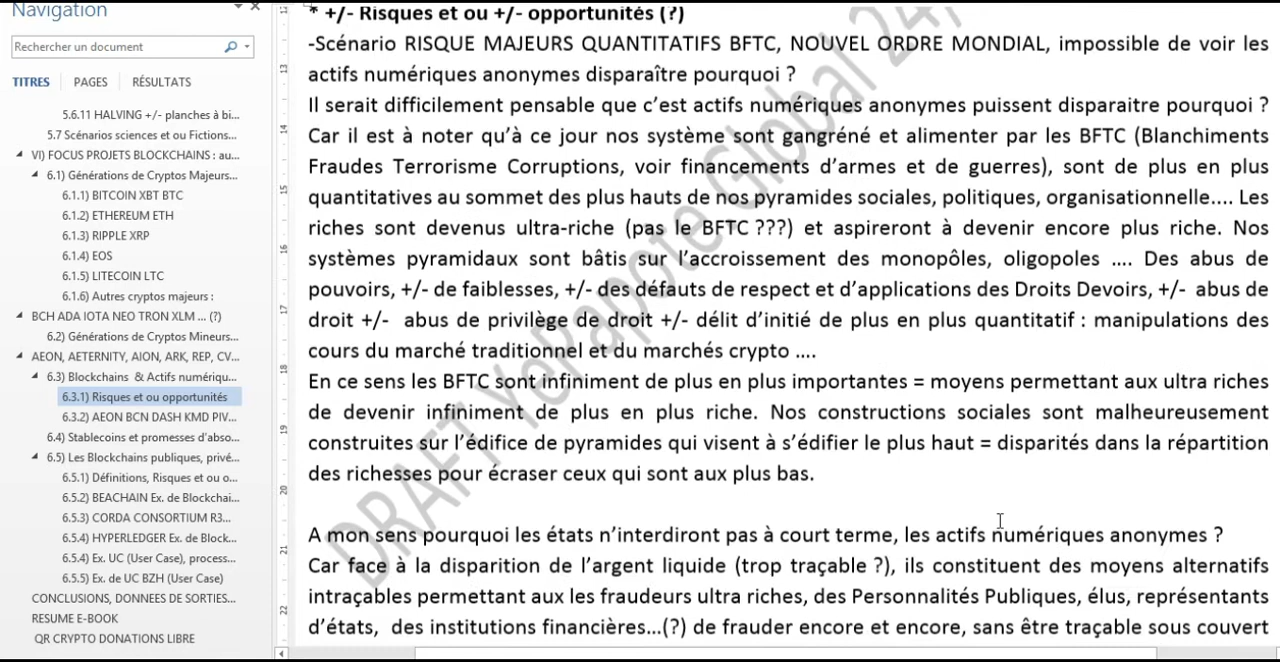 Navigation
Rechercher un document
TITRES PAGES RÉSULTATS
5.6.11 HALVING +/- planches à bi...
5.7 Scénarios sciences et ou Fictions...
VI) FOCUS PROJETS BLOCKCHAINS : au...
6.1) Générations de Cryptos Majeurs...
6.1.1) BITCOIN XBT BTC
6.1.2) ETHEREUM ETH
6.1.3) RIPPLE XRP
6.1.4) EOS
6.1.5) LITECOIN LTC
6.1.6) Autres cryptos majeurs :
BCH ADA IOTA NEO TRON XLM ... (?)
6.2) Générations de Cryptos Mineurs...
AEON, AETERNITY, AION, ARK, REP, CV...
6.3) Blockchains & Actifs numériqu...
6.3.1) Risques et ou opportunités
6.3.2) AEON BCN DASH KMD PIV...
6.4) Stablecoins et promesses d'abso...
6.5) Les Blockchains publiques, privé...
6.5.1) Définitions, Risques et ou o...
6.5.2) BEACHAIN Ex. de Blockchai...
6.5.3) CORDA CONSORTIUM R3...
6.5.4) HYPERLEDGER Ex. de Block...
6.5.4) Ex. UC (User Case), process...
6.5.5) Ex. de UC BZH (User Case)
CONCLUSIONS, DONNEES DE SORTIES...
RESUME E-BOOK
QR CRYPTO DONATIONS LIBRE
* +/- Risques et ou +/- opportunités (?)
-Scénario RISQUE MAJEURS QUANTITATIFS BFTC, NOUVEL ORDRE MONDIAL, impossible de voir les
actifs numériques anonymes disparaître pourquoi ?
Il serait difficilement pensable que c'est actifs numériques anonymes puissent disparaitre pourquoi ?
Car il est à noter qu'à ce jour nos système sont gangréné et alimenter par les BFTC (Blanchiments
Fraudes Terrorisme Corruptions, voir financements d'armes et de guerres), sont de plus en plus
quantitatives au sommet des plus hauts de nos pyramides sociales, politiques, organisationnelle.... Les
riches sont devenus ultra-riche (pas le BFTC ???) et aspireront à devenir encore plus riche. Nos
systèmes pyramidaux sont bâtis sur l'accroissement des monopôles, oligopoles .... Des abus de
pouvoirs, +/- de faiblesses, +/- des défauts de respect et d'applications des Droits Devoirs, +/- abus de
droit +/- abus de privilège de droit +/- délit d'initié de plus en plus quantitatif : manipulations des
cours du marché traditionnel et du marchés crypto ....
En ce sens les BFTC sont infiniment de plus en plus importantes = moyens permettant aux ultra riches
de devenir infiniment de plus en plus riche. Nos constructions sociales sont malheureusement
construites sur l'édifice de pyramides qui visent à s'édifier le plus haut = disparités dans la répartition
des richesses pour écraser ceux qui sont aux plus bas.
A mon sens pourquoi les états n'interdiront pas à court terme, les actifs numériques anonymes ?
Car face à la disparition de l'argent liquide (trop traçable ?), ils constituent des moyens alternatifs
intraçables permettant aux les fraudeurs ultra riches, des Personnalités Publiques, élus, représentants
d'états, des institutions financières...(?) de frauder encore et encore, sans être traçable sous couvert
DRAFT YePapote Global 24,